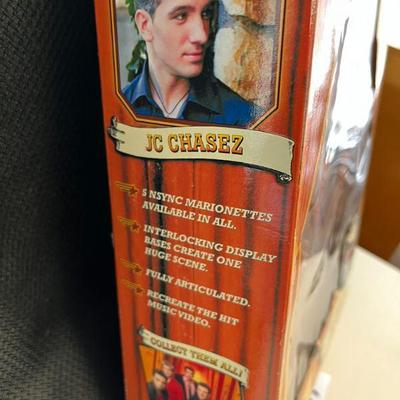 JC CHASEZ
5 NSYNC MARIONETTES
AVAILABLE IN ALL.
INTERLOCKING DISPLAY
BASES CREATE ONE
HUGE SCENE.
FULLY ARTICULATED.
RECREATE THE HIT
MUSIC VIDEO.
COLLECT THEM ALL!